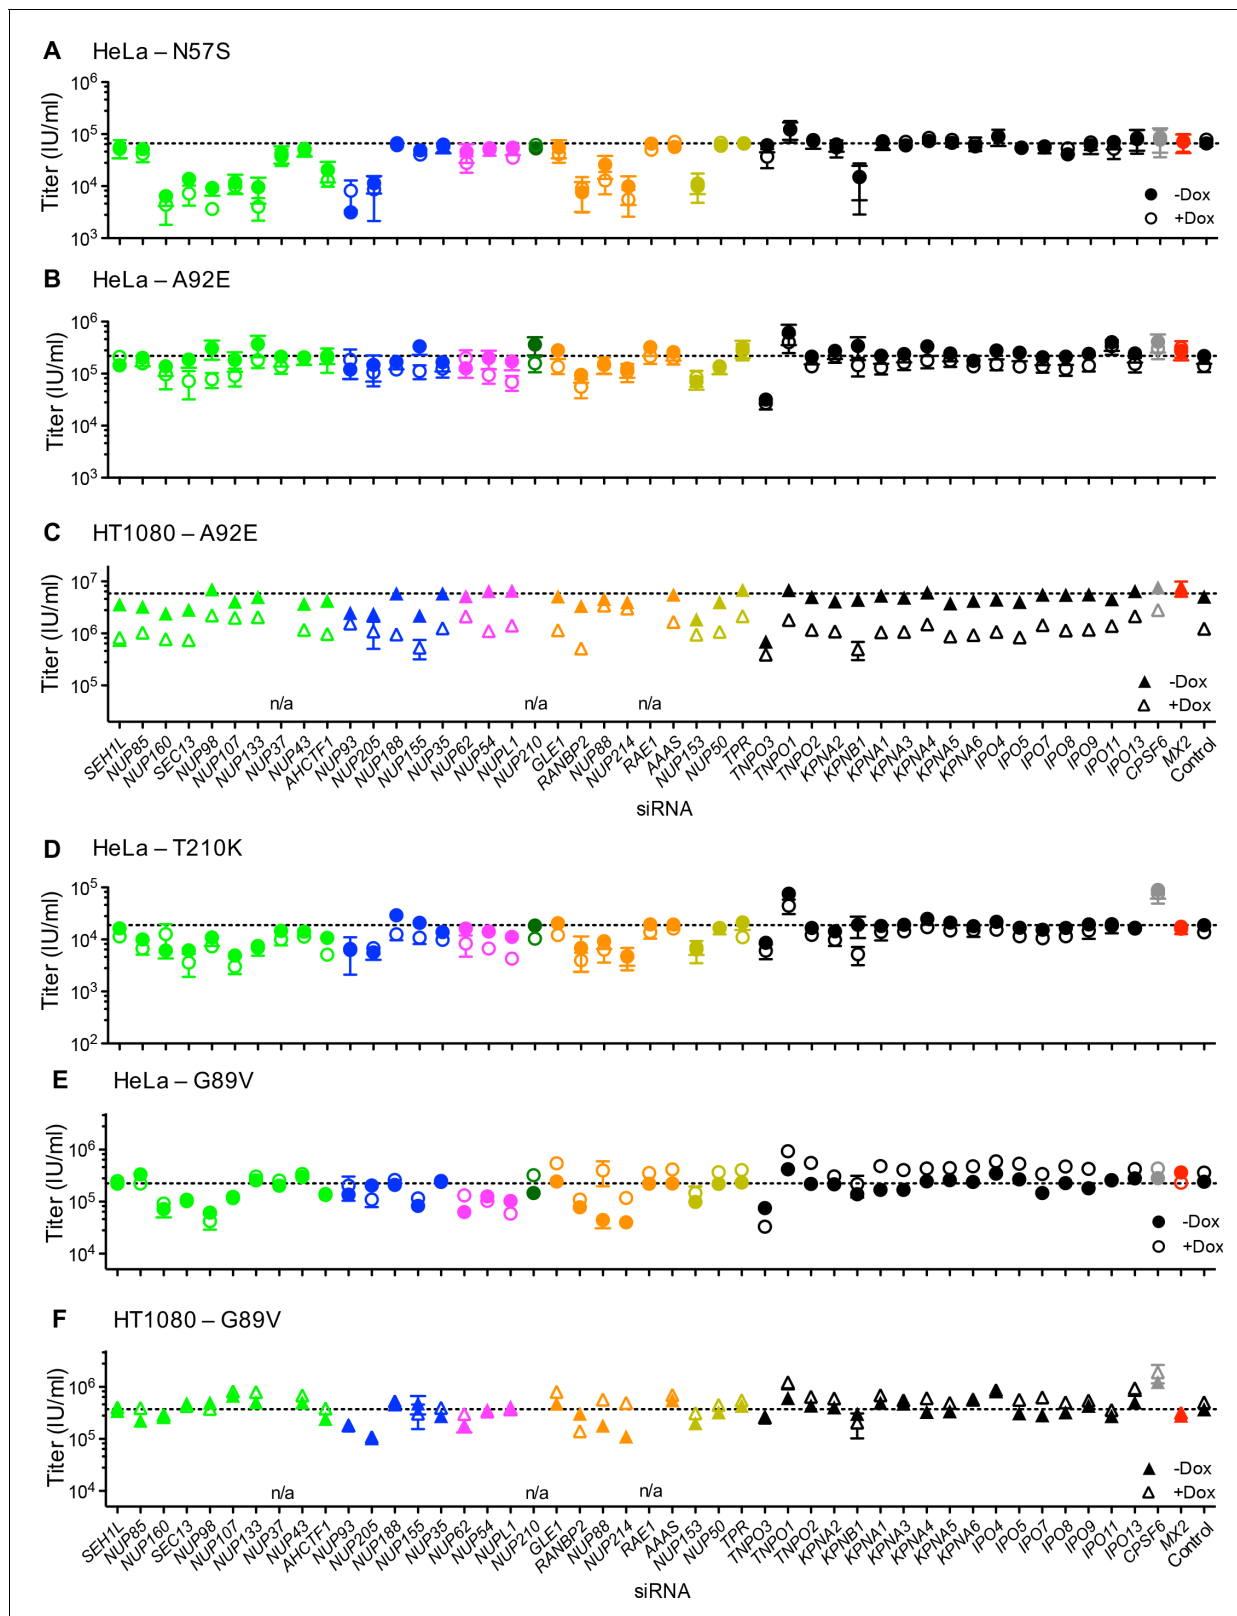 A HeLa – N57S
Titer (IU/ml)
10⁶
10⁵
10⁴
10³
-Dox
+Dox
B HeLa – A92E
Titer (IU/ml)
10⁶
10⁵
10⁴
10³
C HT1080 – A92E
Titer (IU/ml)
10⁷
10⁶
10⁵
n/a n/a n/a
-Dox
+Dox
SEH1L NUP85 NUP160 SEC13 NUP98 NUP107 NUP133 NUP37 NUP43 AHCTF1 NUP93 NUP205 NUP188 NUP155 NUP35 NUP62 NUP54 NUPL1 NUP210 GLE1 RANBP2 NUP88 NUP214 RAE1 AAAS NUP153 NUP50 TPR TNPO3 TNPO1 TNPO2 KPNA2 KPNB1 KPNA1 KPNA3 KPNA4 KPNA5 KPNA6 IPO4 IPO5 IPO7 IPO8 IPO9 IPO11 IPO13 CPSF6 MX2 Control
siRNA
D HeLa – T210K
Titer (IU/ml)
10⁵
10⁴
10³
10²
E HeLa – G89V
Titer (IU/ml)
10⁶
10⁵
10⁴
-Dox
+Dox
F HT1080 – G89V
Titer (IU/ml)
10⁶
10⁵
10⁴
n/a n/a n/a
-Dox
+Dox
SEH1L NUP85 NUP160 SEC13 NUP98 NUP107 NUP133 NUP37 NUP43 AHCTF1 NUP93 NUP205 NUP188 NUP155 NUP35 NUP62 NUP54 NUPL1 NUP210 GLE1 RANBP2 NUP88 NUP214 RAE1 AAAS NUP153 NUP50 TPR TNPO3 TNPO1 TNPO2 KPNA2 KPNB1 KPNA1 KPNA3 KPNA4 KPNA5 KPNA6 IPO4 IPO5 IPO7 IPO8 IPO9 IPO11 IPO13 CPSF6 MX2 Control
siRNA